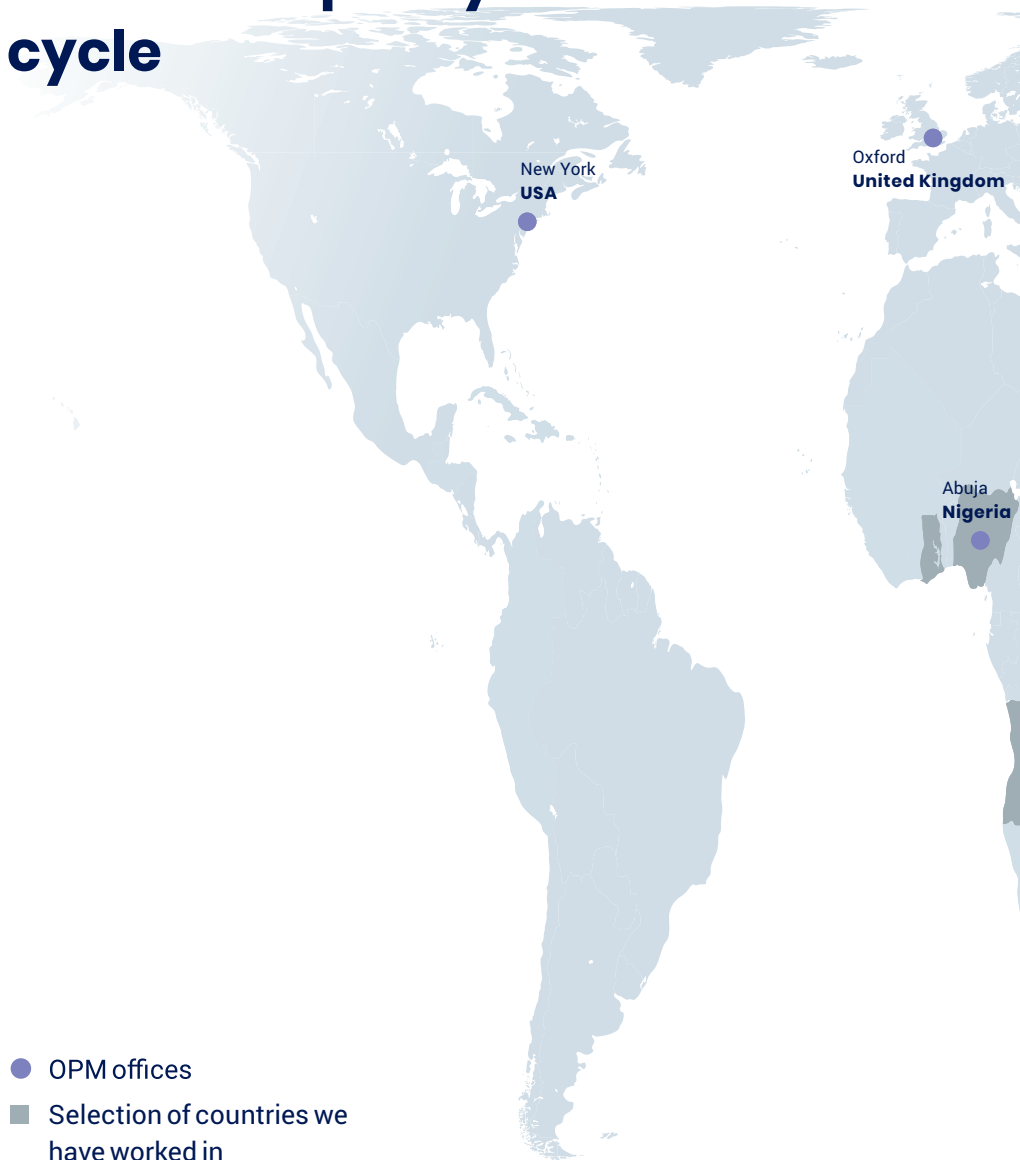 cycle
New York
USA
Oxford
United Kingdom
Abuja
Nigeria
OPM offices
Selection of countries we
have worked in